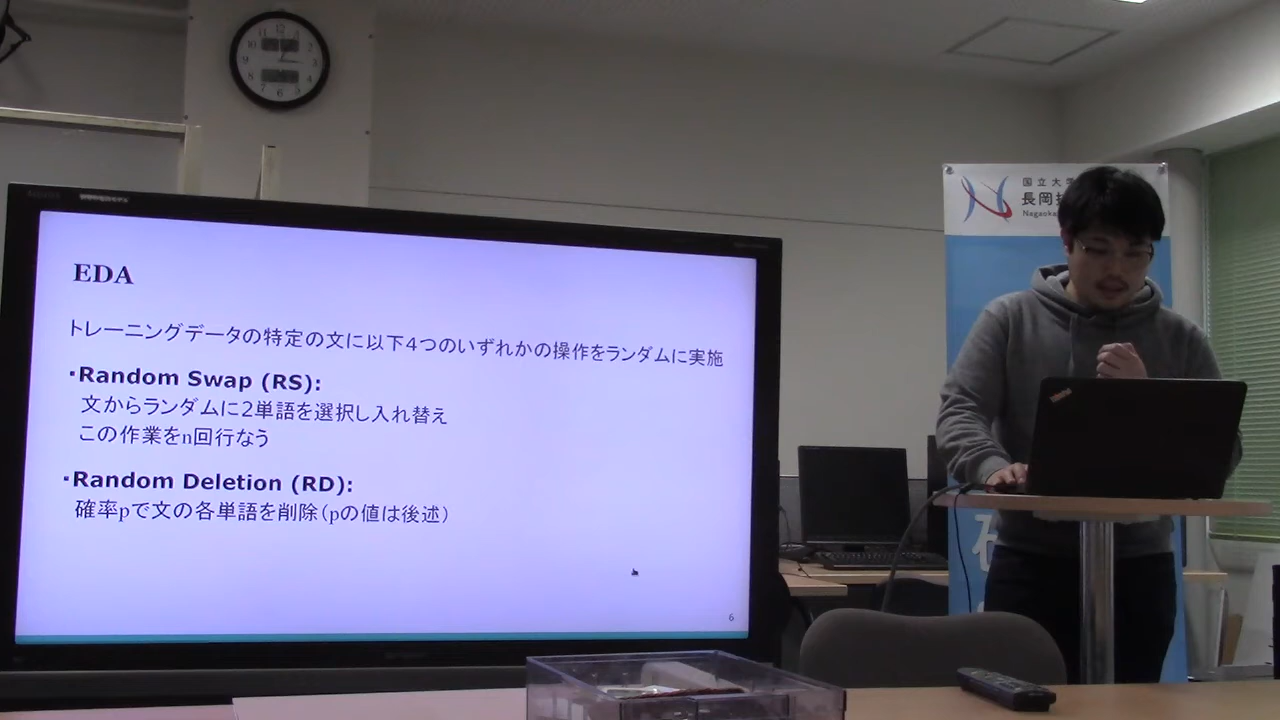 EDA
トレーニングデータの特定の文に以下4つのいずれかの操作をランダムに実施
・Random Swap (RS):
文からランダムに2単語を選択し入れ替え
この作業をn回行なう
・Random Deletion (RD):
確率pで文の各単語を削除（pの値は後述）
6
国立大学
長岡技
Nagaoka